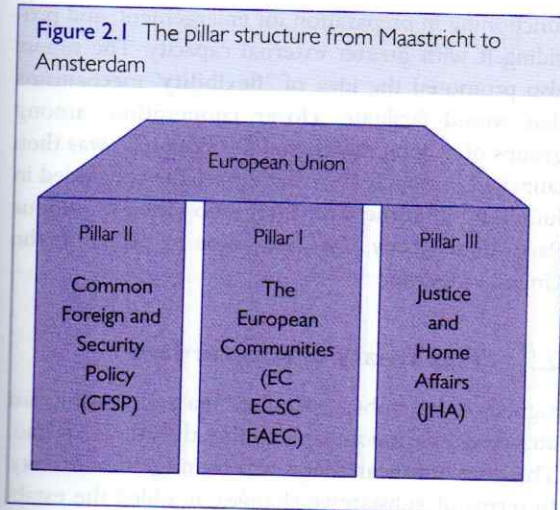 Figure 2.1 The pillar structure from Maastricht to
Amsterdam
European Union
Pillar II
Common
Foreign and
Security
Policy
(CFSP)
Pillar I
The
European
Communities
(EC
ECSC
EAEC)
Pillar III
Justice
and
Home
Affairs
(JHA)